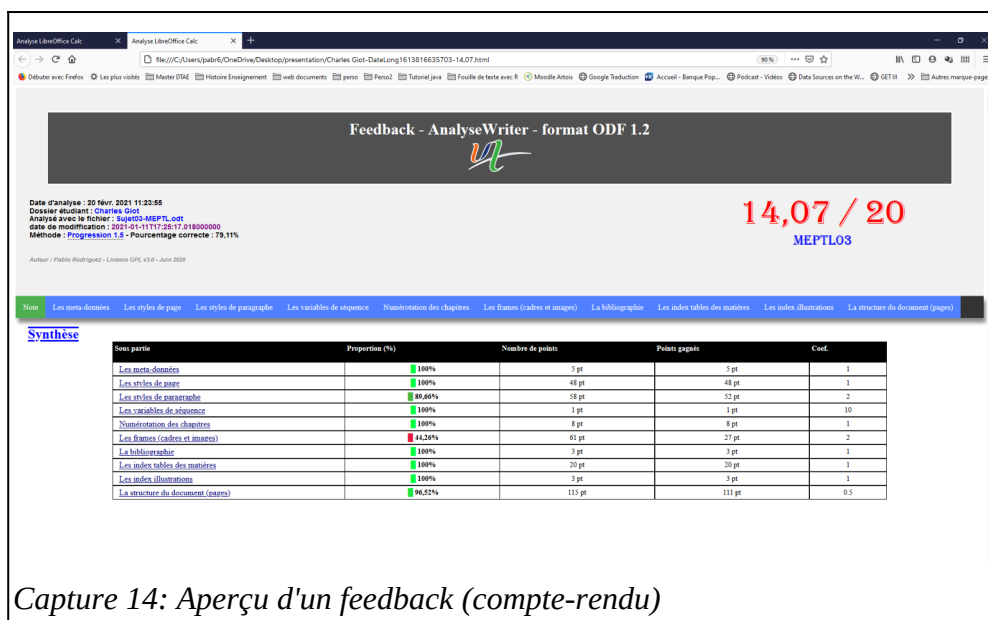 Analyse LibreOffice Calc
Analyse LibreOffice Calc
file:///C:/Users/pabr6/OneDrive/Desktop/presentation/Charles Giot-DateLong1613816635703-14,07.html
90 %
Débuter avec Firefox Les plus visités Master DTAE Histoire Enseignement web documents perso Perso2 Tutoriel java Fouille de texte avec R Moodle Artois Google Traduction Accueil - Banque Pop... Podcast - Vidéos Data Sources on the W... GET III Autres marque-page
Feedback - AnalyseWriter - format ODF 1.2
Date d'analyse : 20 févr. 2021 11:23:55
Dossier étudiant : Charles Giot
Analysé avec le fichier : Sujet03-MEPTL.odt
date de modiffication : 2021-01-11T17:25:17.018000000
Méthode : Progression 1.5 - Pourcentage correcte : 79,11%
Auteur : Pablo Rodriguez - Licence GPL v3.0 - Juin 2020
14,07 / 20
MEPTL03
Note Les meta-données Les styles de page Les styles de paragraphe Les variables de séquence Numérotation des chapitres Les frames (cadres et images) La bibliographie Les index tables des matières Les index illustrations La structure du document (pages)
Synthèse
Sous partie Proportion (%) Nombre de points Points gagnés Coef.
Les meta-données 100% 5 pt 5 pt 1
Les styles de page 100% 48 pt 48 pt 1
Les styles de paragraphe 89,66% 58 pt 52 pt 2
Les variables de séquence 100% 1 pt 1 pt 10
Numérotation des chapitres 100% 8 pt 8 pt 1
Les frames (cadres et images) 44,26% 61 pt 27 pt 2
La bibliographie 100% 3 pt 3 pt 1
Les index tables des matières 100% 20 pt 20 pt 1
Les index illustrations 100% 3 pt 3 pt 1
La structure du document (pages) 96,52% 115 pt 111 pt 0.5
Capture 14: Aperçu d'un feedback (compte-rendu)